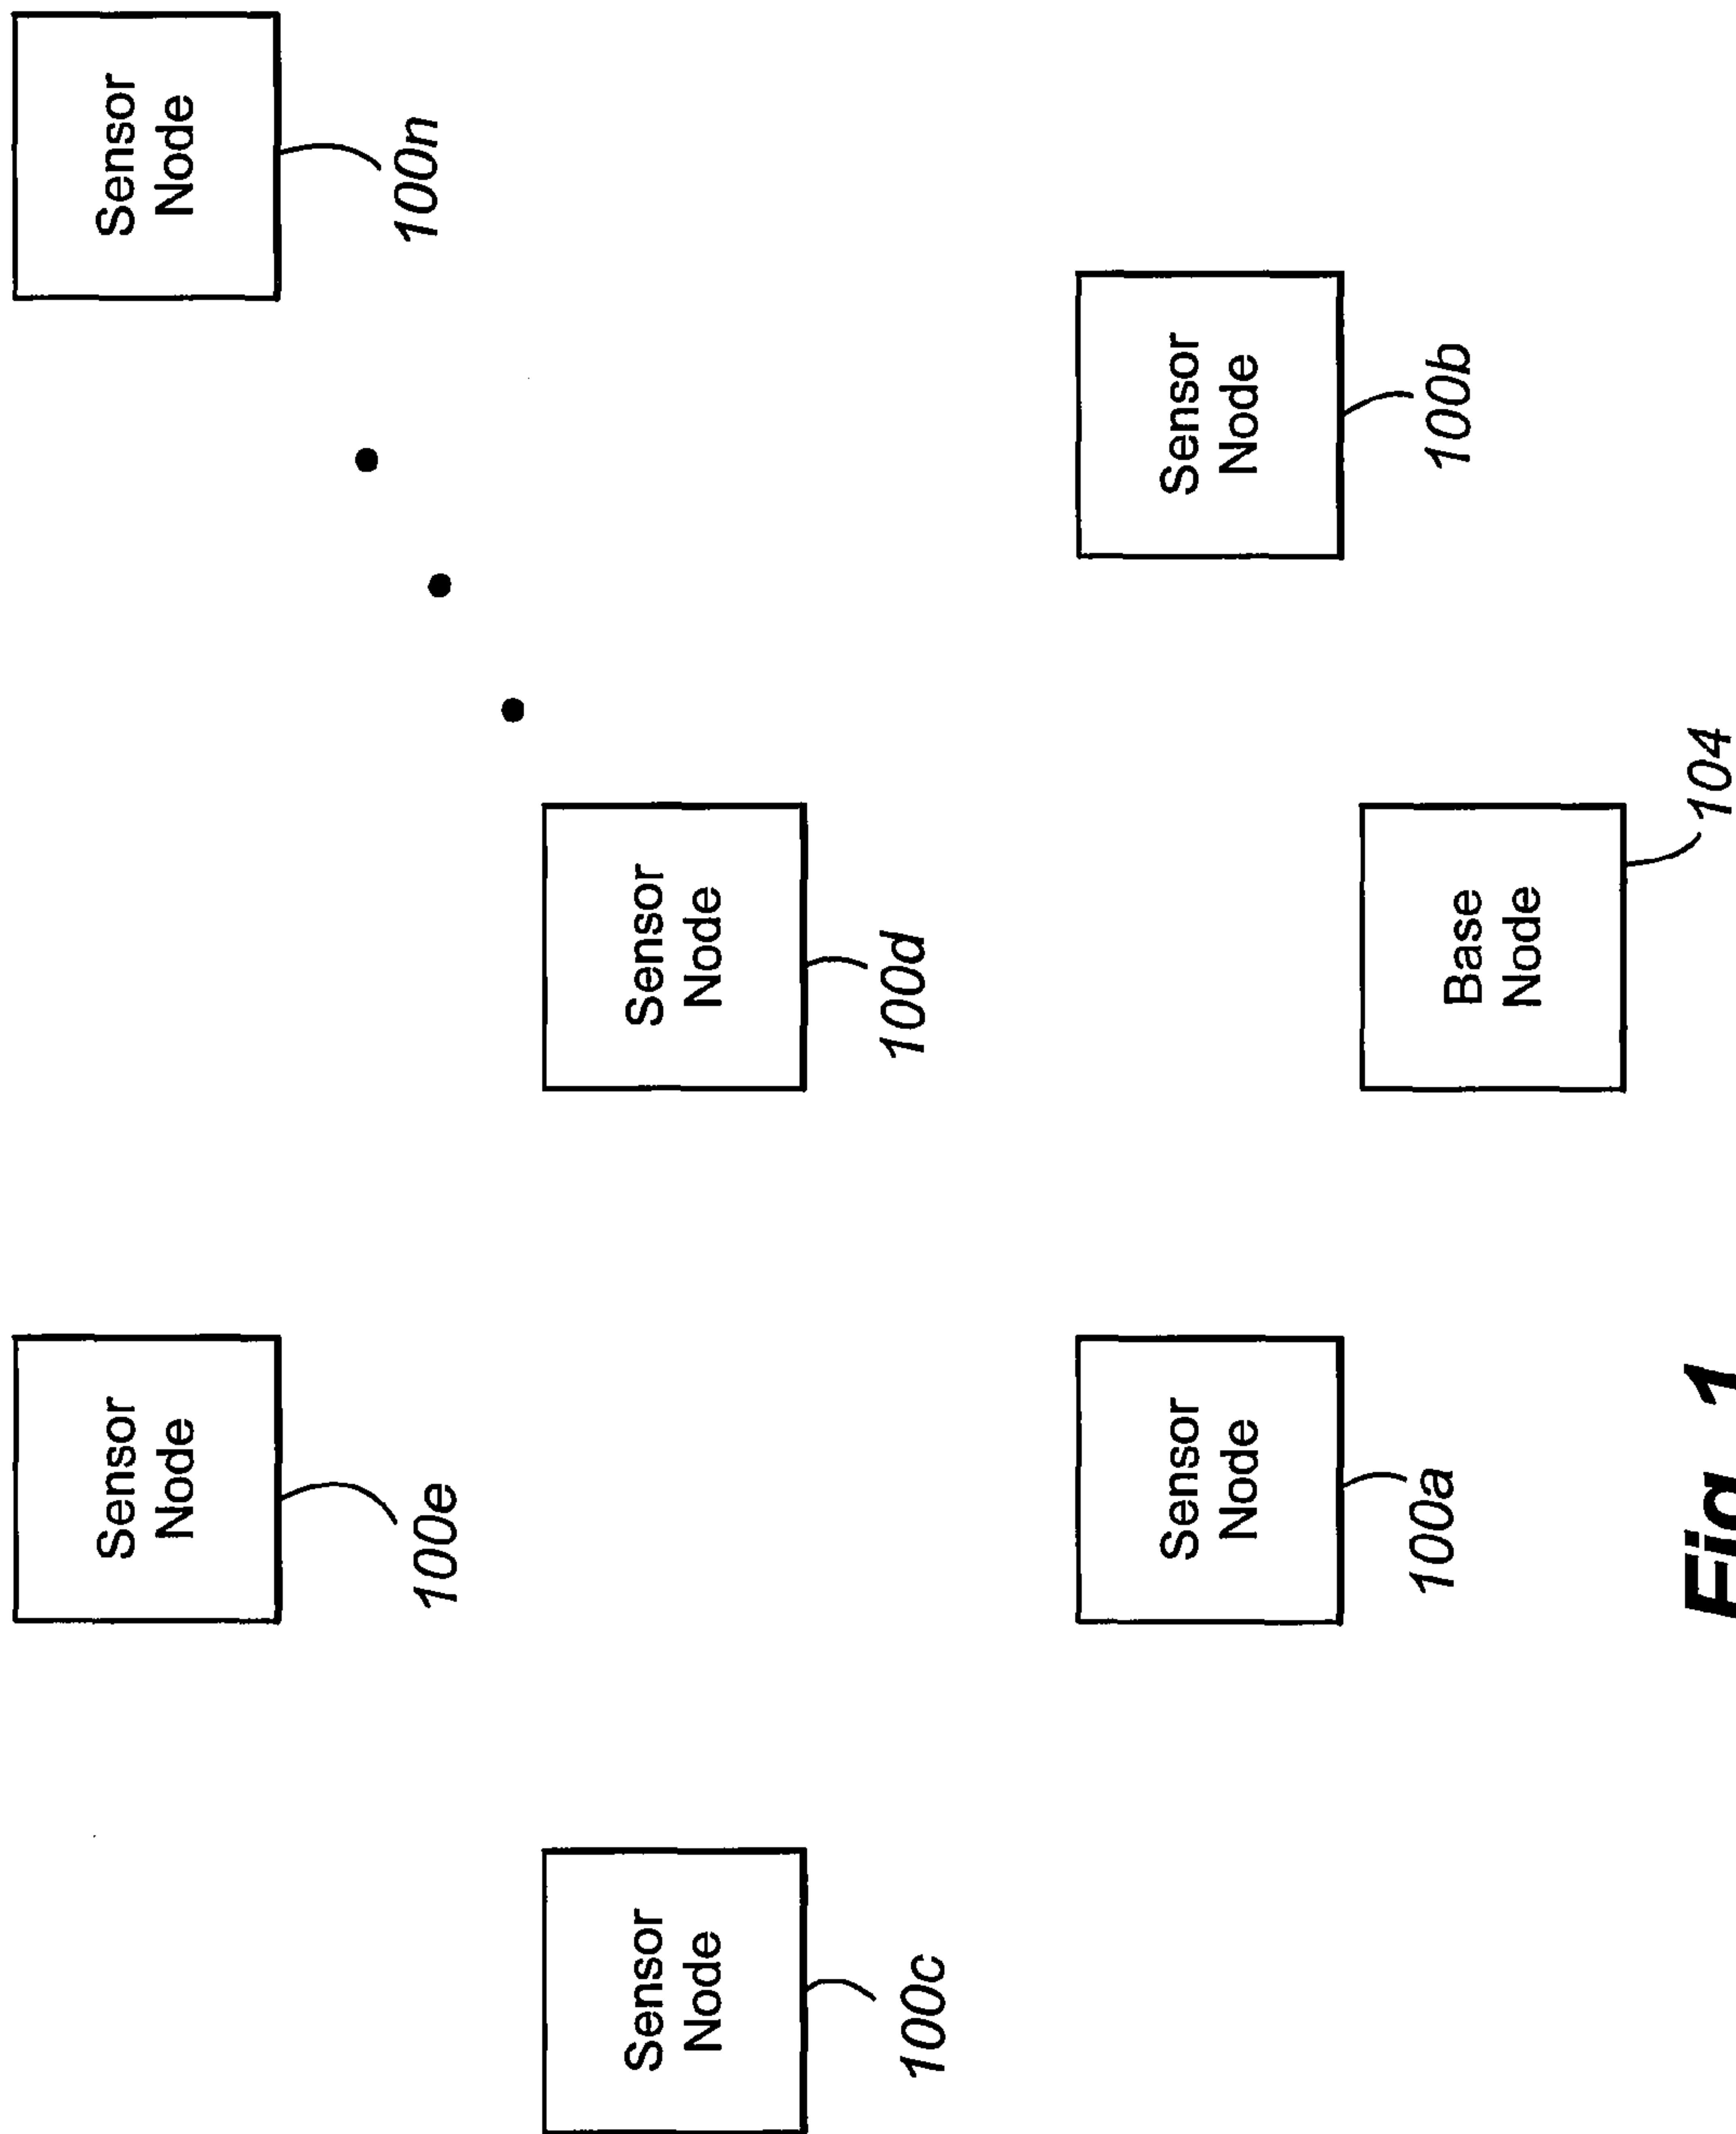 Sensor
Node
100e
Sensor
Node
100n
Sensor
Node
100c
Sensor
Node
100d
Sensor
Node
100a
Sensor
Node
100b
Base
Node
104
Fig 1